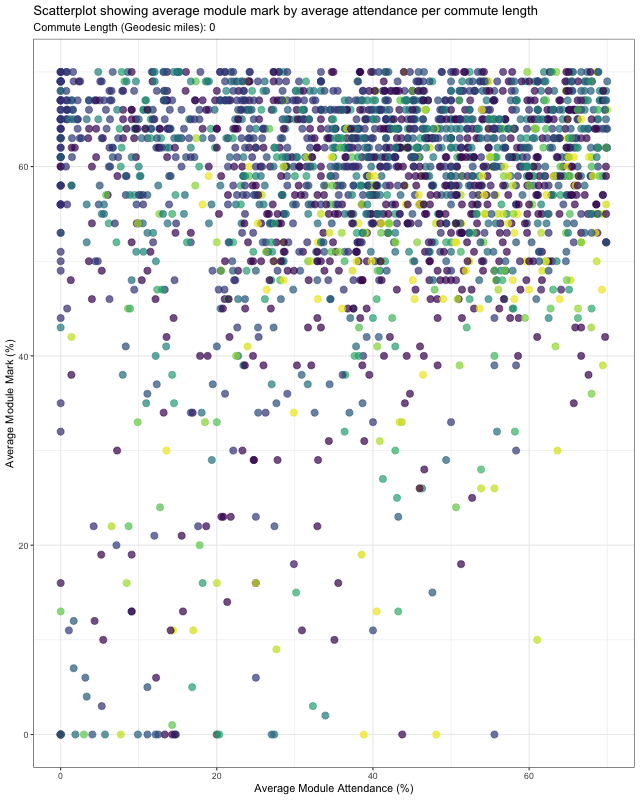 Scatterplot showing average module mark by average attendance per commute length
Commute Length (Geodesic miles): 0
Average Module Mark (%)
60
40
20
0
0 20 40 60
Average Module Attendance (%)